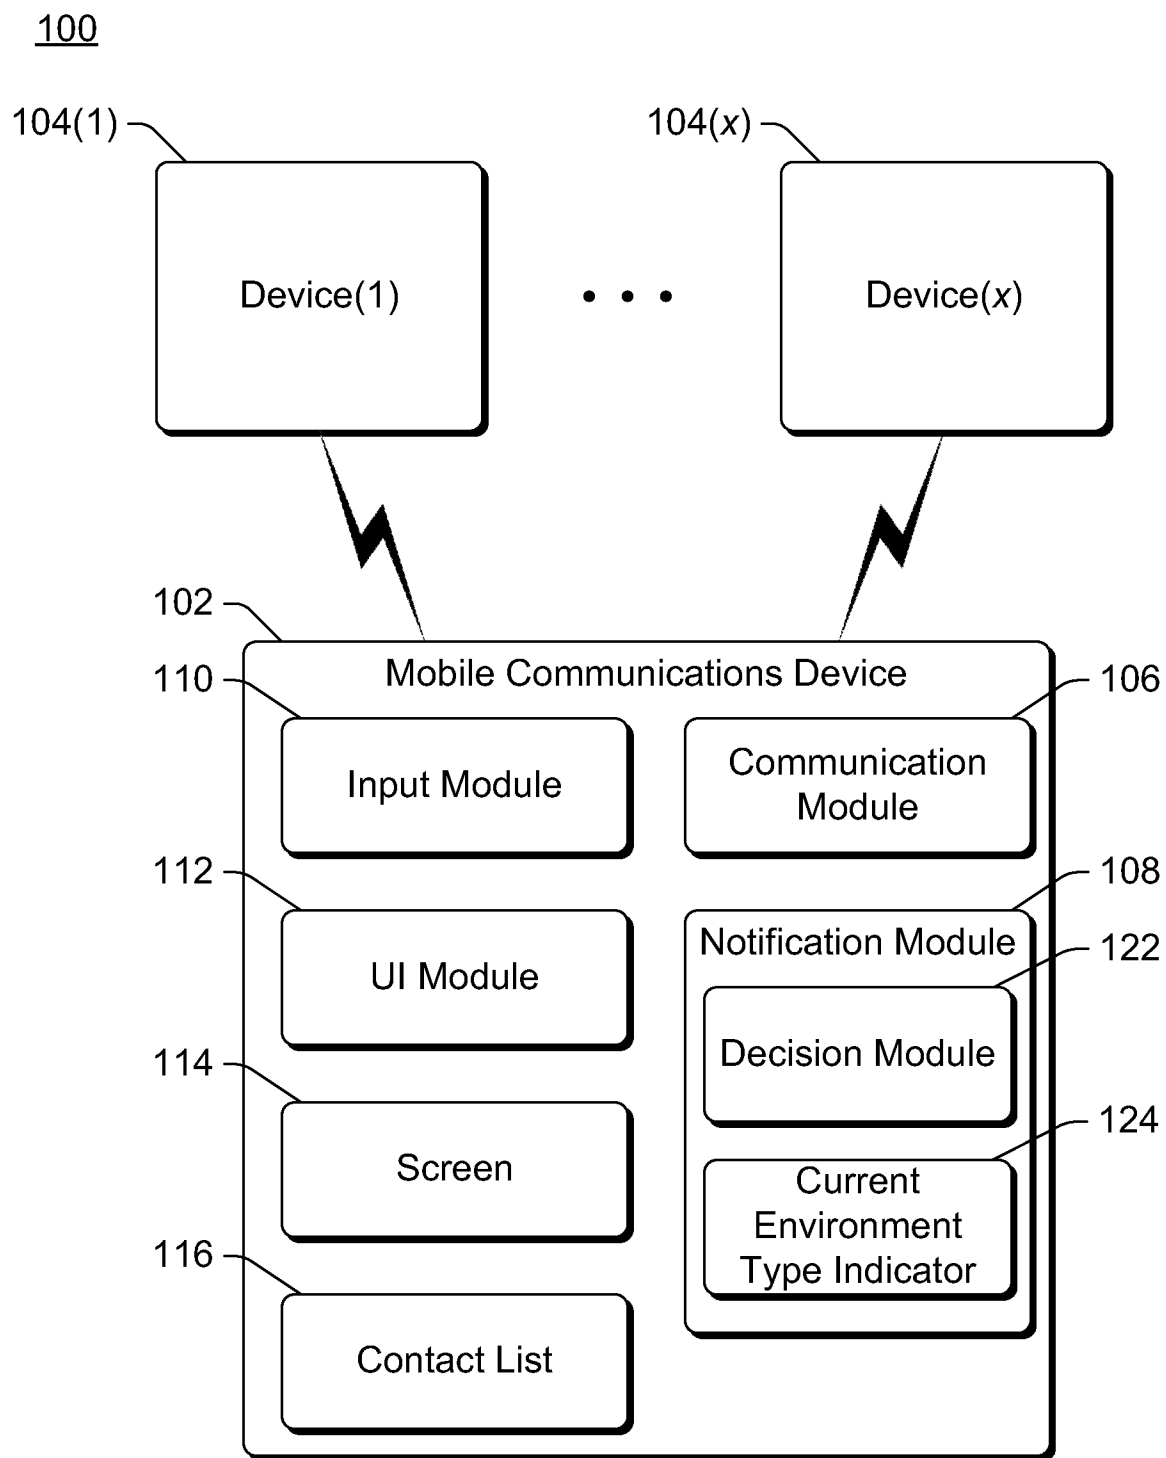 100
104(1)
104(x)
Device(1)
• • •
Device(x)
102
Mobile Communications Device
110
106
Input Module
Communication
Module
112
108
UI Module
Notification Module
122
Decision Module
114
Screen
124
Current
Environment
Type Indicator
116
Contact List